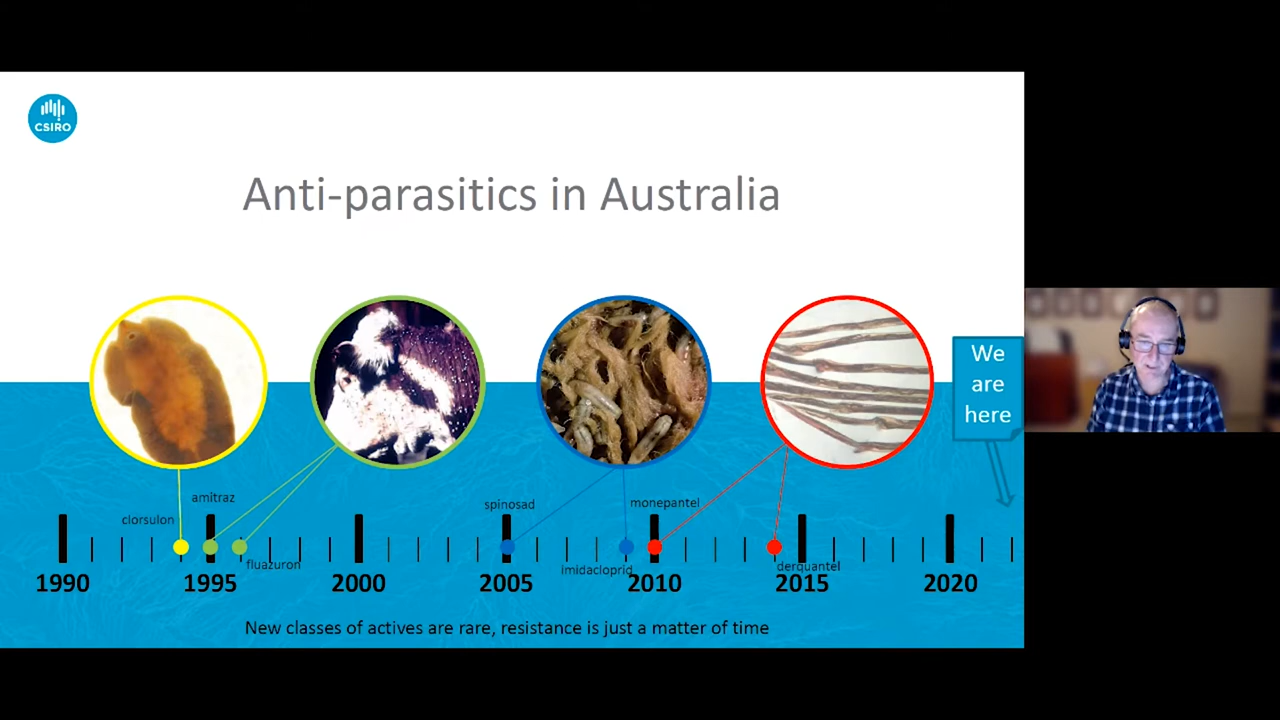 CSIRO
Anti-parasitics in Australia
We
are
here
amitraz
clorsulon
spinosad
monepantel
fluazuron
imidacloprid
derquantel
1990
1995
2000
2005
2010
2015
2020
New classes of actives are rare, resistance is just a matter of time